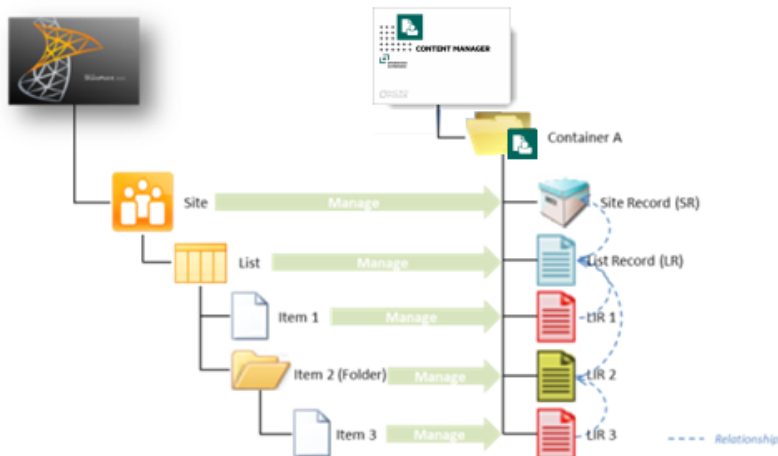 CONTENT MANAGER
Container A
Site
Manage
Site Record (SR)
List
Manage
List Record (LR)
Item 1
Manage
LIR 1
Item 2 (Folder)
Manage
LIR 2
Item 3
Manage
LIR 3
Relationship